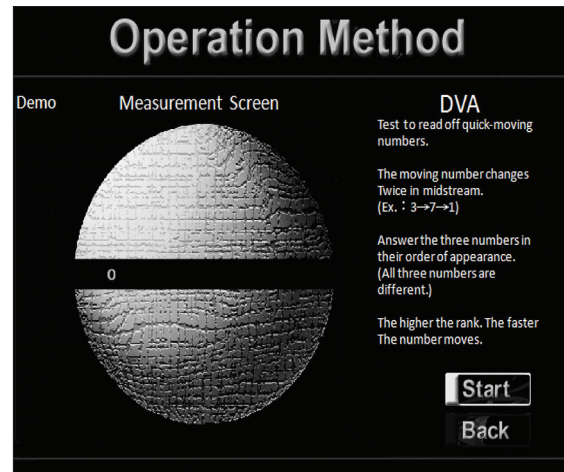 Operation Method
Demo
Measurement Screen
0
DVA
Test to read off quick-moving
numbers.
The moving number changes
Twice in midstream.
(Ex.：3→7→1)
Answer the three numbers in
their order of appearance.
(All three numbers are
different.)
The higher the rank. The faster
The number moves.
Start
Back